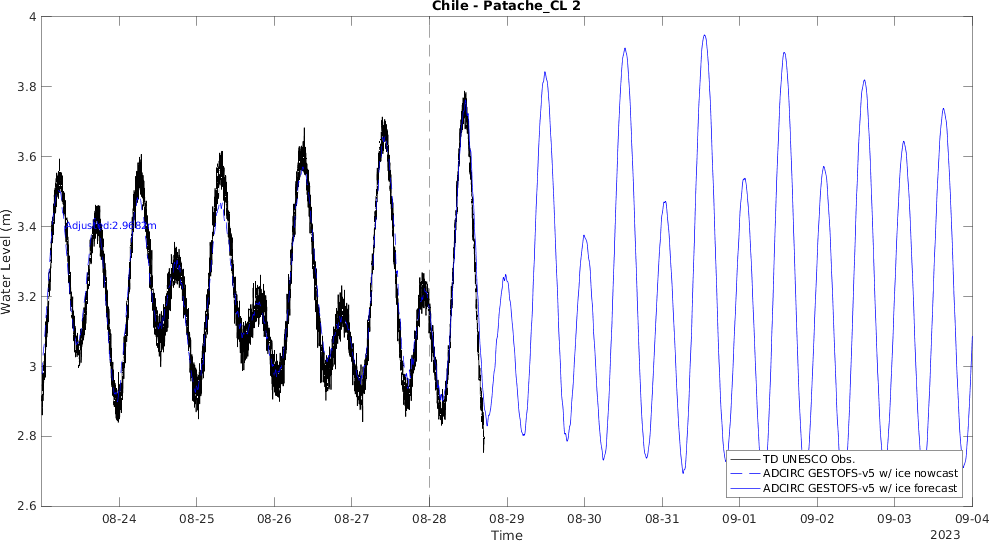 Chile - Patache_CL 2
Water Level (m)
4
3.8
3.6
3.4
3.2
3
2.8
2.6
Adjusted:2.9682m
TD UNESCO Obs.
ADCIRC GESTOFS-v5 w/ ice nowcast
ADCIRC GESTOFS-v5 w/ ice forecast
08-24 08-25 08-26 08-27 08-28 08-29 08-30 08-31 09-01 09-02 09-03 09-04
Time
2023